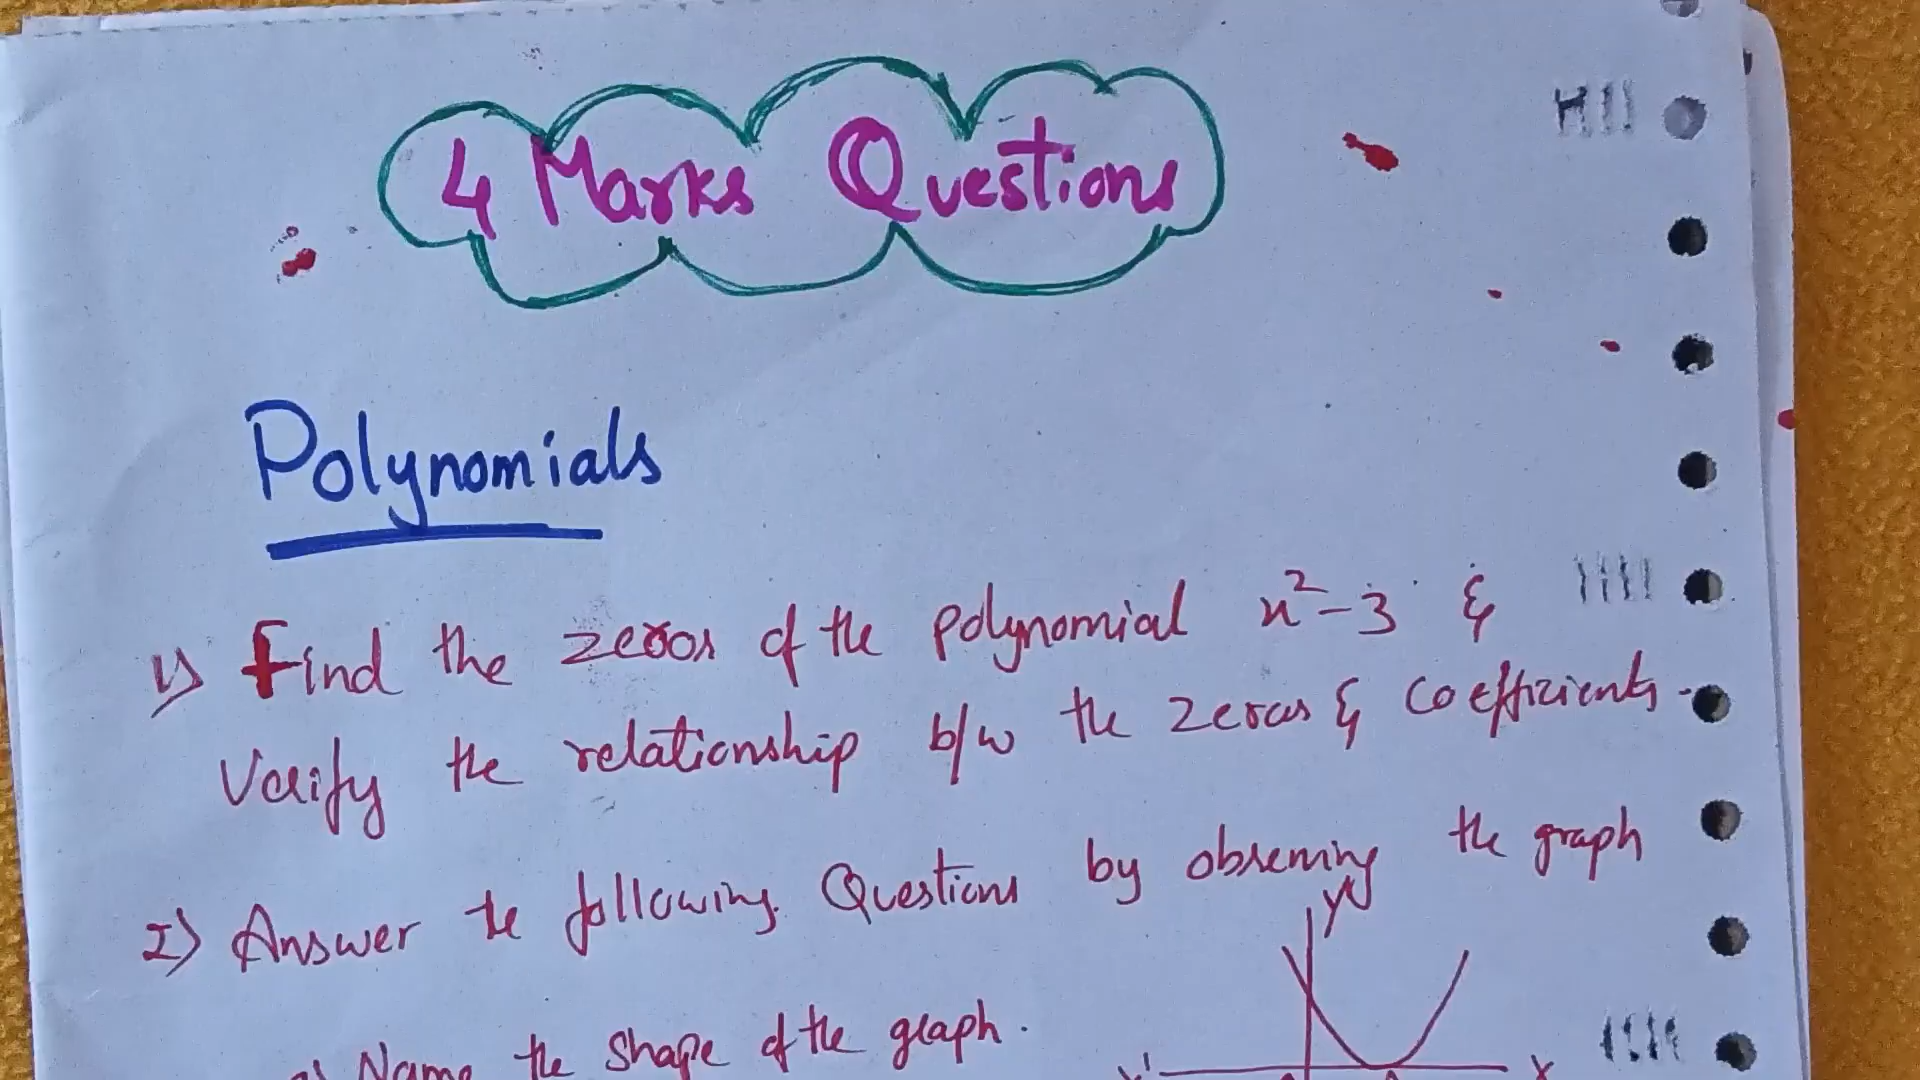 4 Marks Questions
Polynomials
1) Find the zeros of the polynomial x²-3 &
Verify the relationship b/w the zeros & coefficients.
2) Answer the following Questions by observing the graph
Y
a) Name the shape of the graph.
X' X